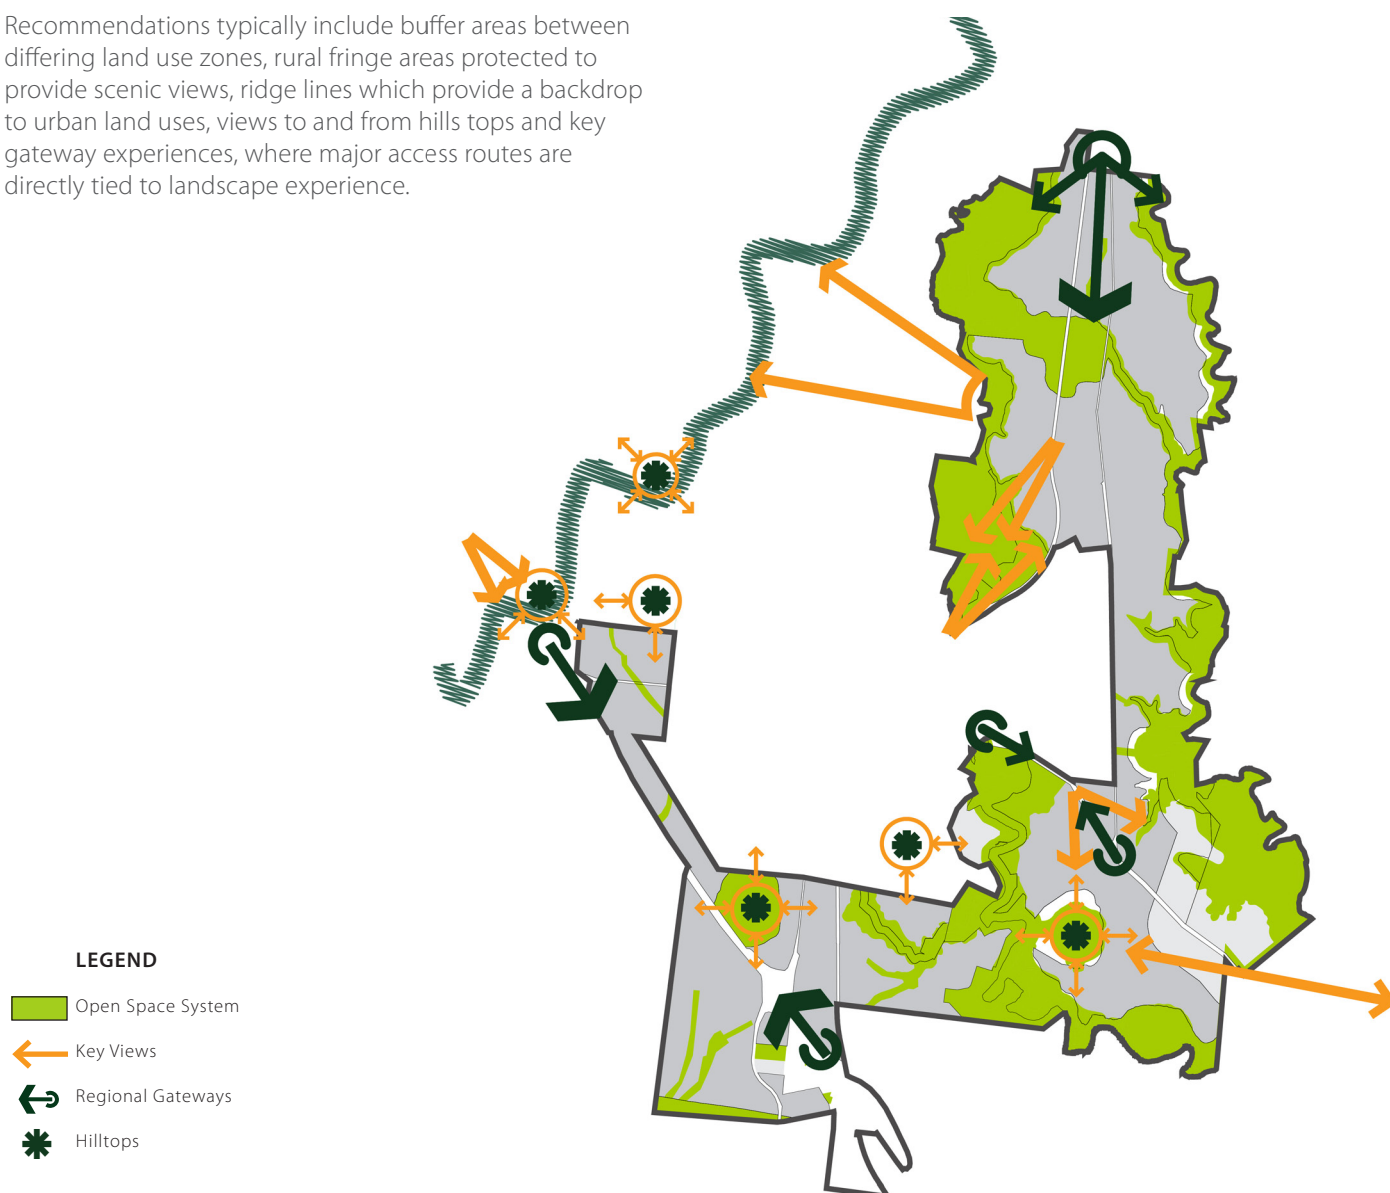 Recommendations typically include buffer areas between
differing land use zones, rural fringe areas protected to
provide scenic views, ridge lines which provide a backdrop
to urban land uses, views to and from hills tops and key
gateway experiences, where major access routes are
directly tied to landscape experience.
LEGEND
Open Space System
Key Views
Regional Gateways
Hilltops